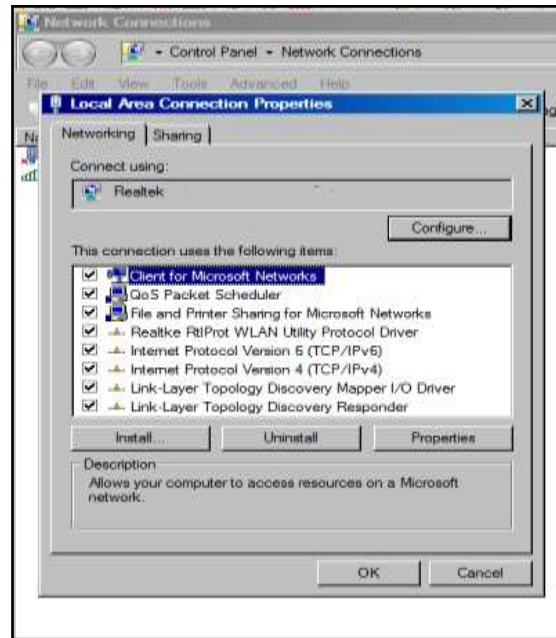 Network Connections
Control Panel Network Connections
File Edit View Tools Advanced Help
Local Area Connection Properties
Networking Sharing
Connect using:
Realtek
Configure...
This connection uses the following items:
Client for Microsoft Networks
QoS Packet Scheduler
File and Printer Sharing for Microsoft Networks
Realtke RtlProt WLAN Utility Protocol Driver
Internet Protocol Version 6 (TCP/IPv6)
Internet Protocol Version 4 (TCP/IPv4)
Link-Layer Topology Discovery Mapper I/O Driver
Link-Layer Topology Discovery Responder
Install... Uninstall Properties
Description
Allows your computer to access resources on a Microsoft
network.
OK Cancel